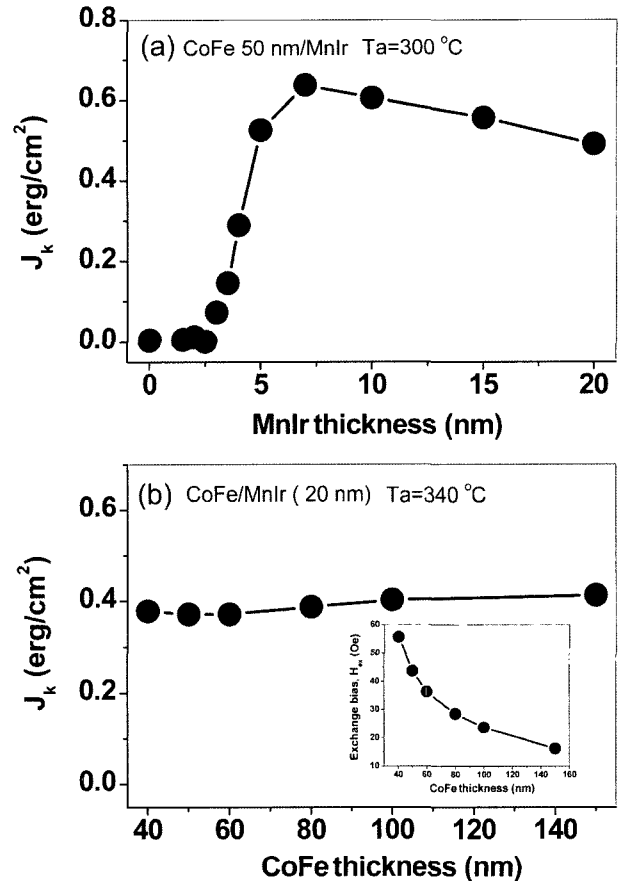 (a) CoFe 50 nm/MnIr Ta=300 °C
J_k (erg/cm²)
0.8
0.6
0.4
0.2
0.0
0 5 10 15 20
MnIr thickness (nm)
(b) CoFe/MnIr ( 20 nm) Ta=340 °C
J_k (erg/cm²)
0.6
0.4
0.2
0.0
Exchange bias, H_ex (Oe)
60
50
40
30
20
10
40 60 80 100 120 140 160
CoFe thickness (nm)
40 60 80 100 120 140
CoFe thickness (nm)